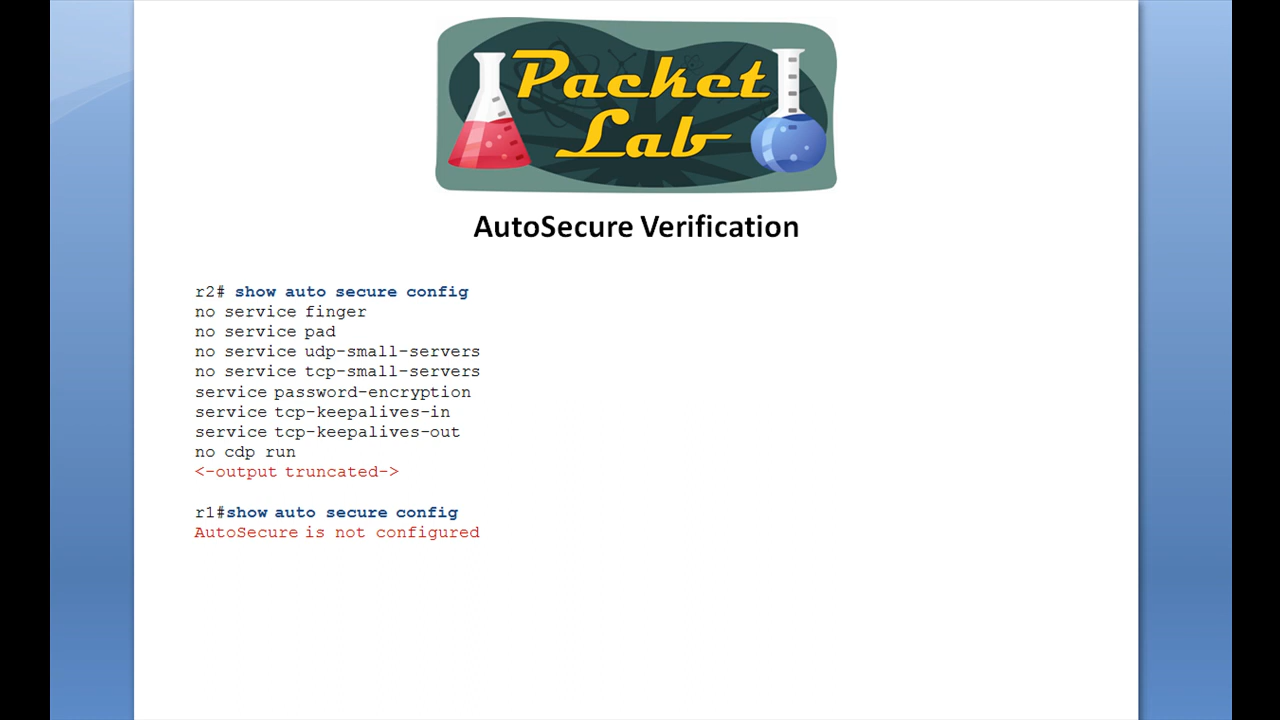 Packet
Lab
AutoSecure Verification
r2# show auto secure config
no service finger
no service pad
no service udp-small-servers
no service tcp-small-servers
service password-encryption
service tcp-keepalives-in
service tcp-keepalives-out
no cdp run
<-output truncated->
r1#show auto secure config
AutoSecure is not configured